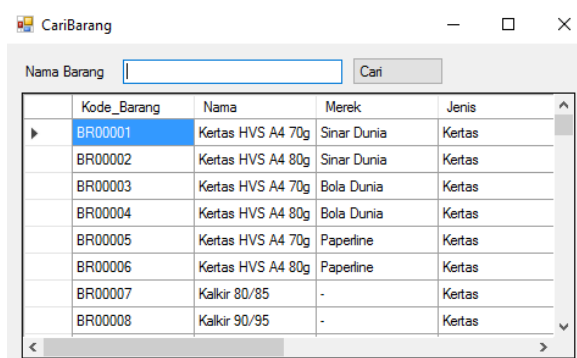 CariBarang
Nama Barang Cari
Kode_Barang Nama Merek Jenis
BR00001 Kertas HVS A4 70g Sinar Dunia Kertas
BR00002 Kertas HVS A4 80g Sinar Dunia Kertas
BR00003 Kertas HVS A4 70g Bola Dunia Kertas
BR00004 Kertas HVS A4 80g Bola Dunia Kertas
BR00005 Kertas HVS A4 70g Paperline Kertas
BR00006 Kertas HVS A4 80g Paperline Kertas
BR00007 Kalkir 80/85 - Kertas
BR00008 Kalkir 90/95 - Kertas